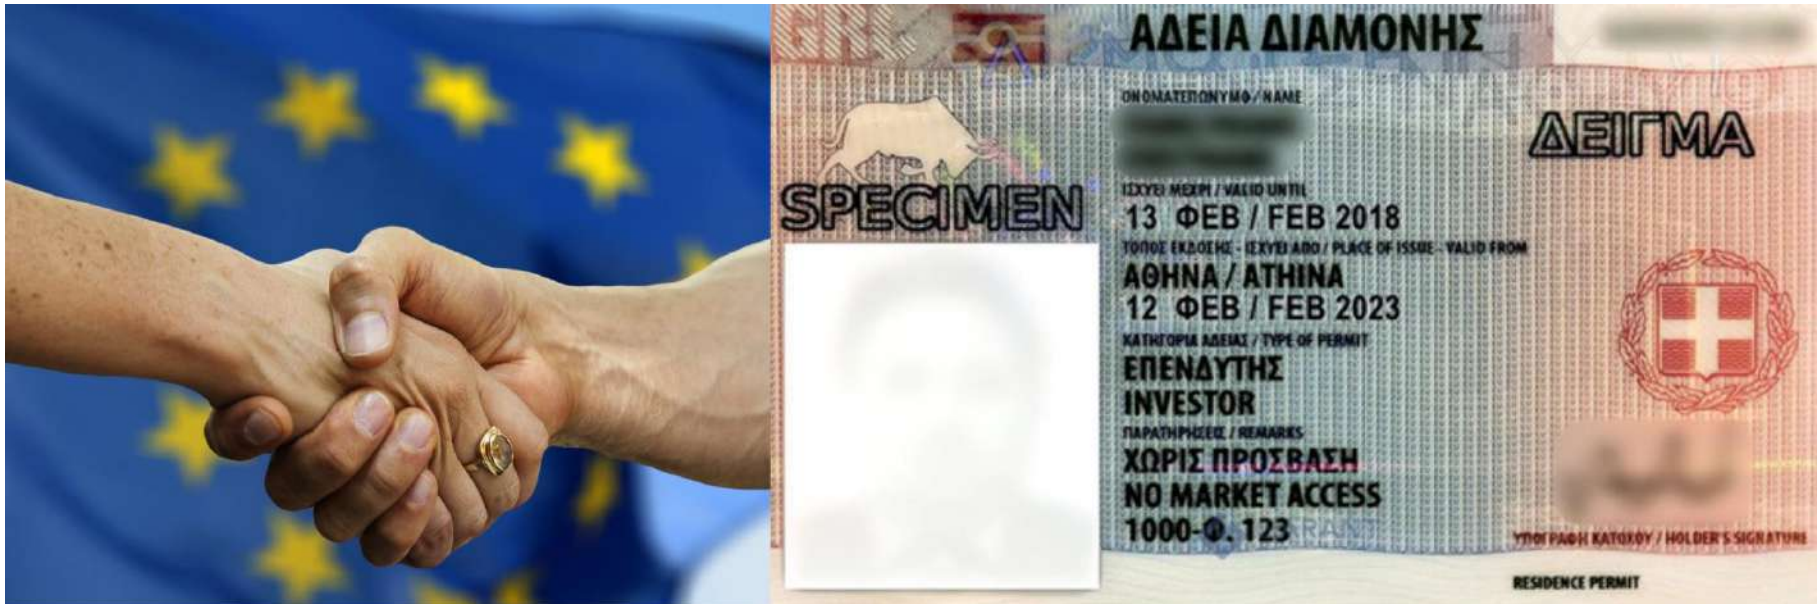 GRC
ΑΔΕΙΑ ΔΙΑΜΟΝΗΣ
ΟΝΟΜΑΤΕΠΩΝΥΜΟ / NAME
ΔΕΙΓΜΑ
SPECIMEN
ΙΣΧΥΕΙ ΜΕΧΡΙ / VALID UNTIL
13 ΦΕΒ / FEB 2018
ΤΟΠΟΣ ΕΚΔΟΣΗΣ - ΙΣΧΥΕΙ ΑΠΟ / PLACE OF ISSUE - VALID FROM
ΑΘΗΝΑ / ATHINA
12 ΦΕΒ / FEB 2023
ΚΑΤΗΓΟΡΙΑ ΑΔΕΙΑΣ / TYPE OF PERMIT
ΕΠΕΝΔΥΤΗΣ
INVESTOR
ΠΑΡΑΤΗΡΗΣΕΙΣ / REMARKS
ΧΩΡΙΣ ΠΡΟΣΒΑΣΗ
NO MARKET ACCESS
1000-Φ. 123
ΥΠΟΓΡΑΦΗ ΚΑΤΟΧΟΥ / HOLDER'S SIGNATURE
RESIDENCE PERMIT